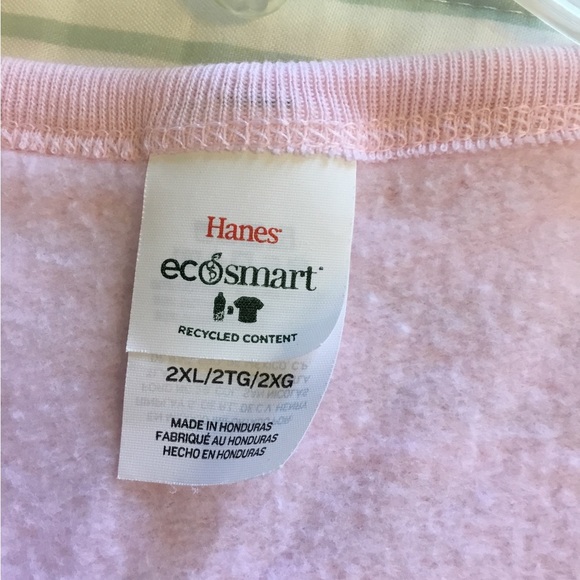 Hanes
ecosmart
RECYCLED CONTENT
2XL/2TG/2XG
MADE IN HONDURAS
FABRIQUÉ AU HONDURAS
HECHO EN HONDURAS